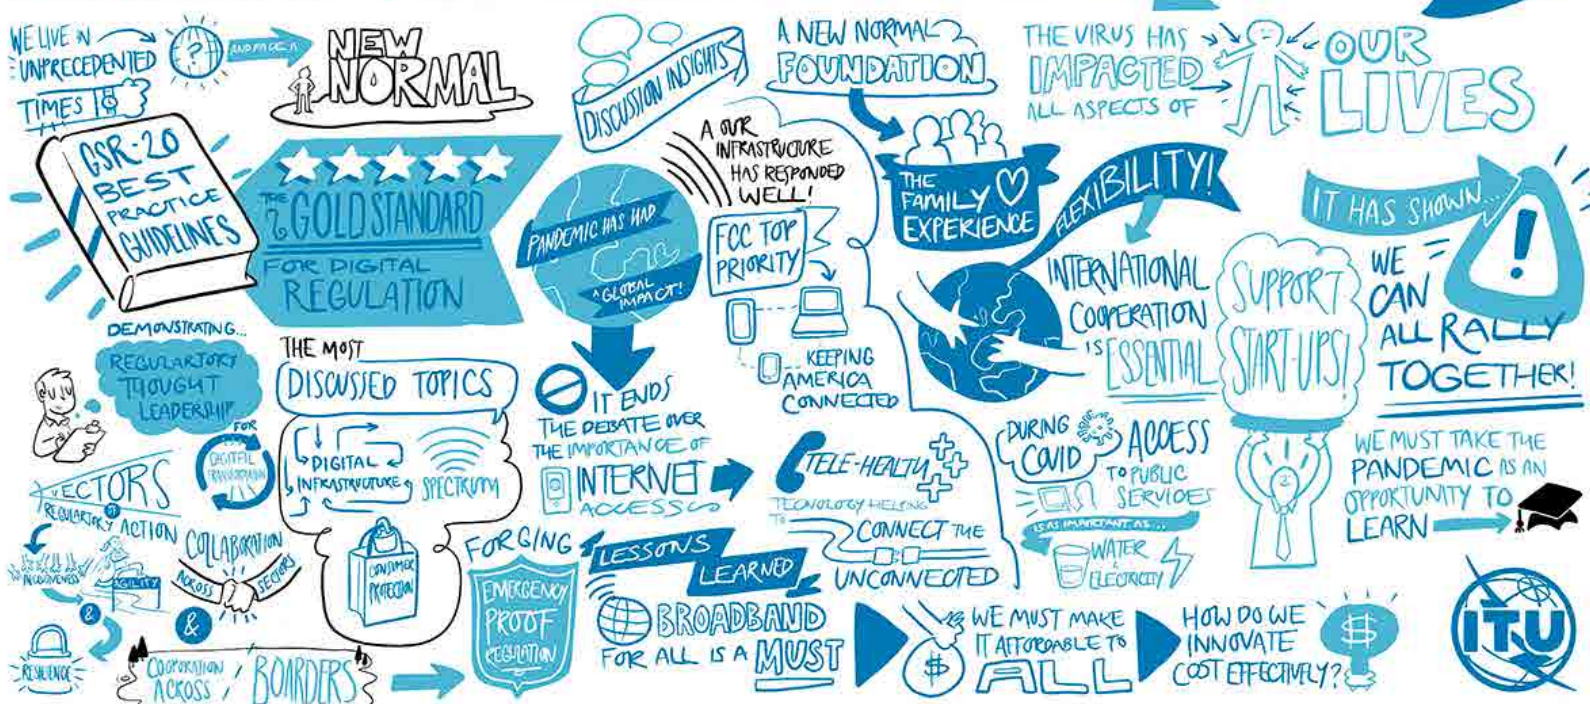 WE LIVE IN
UNPRECEDENTED
TIMES
?
AND FACE A
NEW
NORMAL
GSR-20
BEST
PRACTICE
GUIDELINES
THE
GOLD STANDARD
FOR DIGITAL
REGULATION
DEMONSTRATING...
REGULARTORY
THOUGHT
LEADERSHIP
FOR
DIGITAL
VECTORS
OF
REGULARTORY ACTION
INCLUSIVENESS
AGILITY
&
RESILIENCE
COLLABORATION
ACROSS
SECTORS
&
COOPORATION
ACROSS
BOARDERS
THE MOST
DISCUSSED TOPICS
DIGITAL
INFRASTRUCTURE
SPECTRUM
CONSUMER
PROTECTION
FORGING
EMERGENCY
PROOF
REGULATION
DISCUSSION INSIGHTS
PANDEMIC HAS HAD
A GLOBAL
IMPACT!
IT ENDS
THE DEBATE OVER
THE IMPORTANCE OF
INTERNET
ACCESS
A OUR
INFRASTRUCTURE
HAS RESPONDED
WELL!
FCC TOP
PRIORITY
KEEPING
AMERICA
CONNECTED
A NEW NORMAL
FOUNDATION
THE
FAMILY
EXPERIENCE
FLEXIBILITY!
INTERNATIONAL
COOPERATION
IS ESSENTIAL
TELE-HEALTH
TECNOLOGY HELPING
TO
CONNECT THE
UNCONNECTED
DURING
COVID
ACCESS
TO PUBLIC
SERVICES
IS AS IMPORTANT AS...
WATER
&
ELECTRICITY
THE VIRUS HAS
IMPACTED
ALL ASPECTS OF
OUR
LIVES
SUPPORT
START-UPS!
IT HAS SHOWN...
!
WE
CAN
ALL RALLY
TOGETHER!
WE MUST TAKE THE
PANDEMIC AS AN
OPPORTUNITY TO
LEARN
LESSONS
LEARNED
BROADBAND
FOR ALL IS A MUST
$
WE MUST MAKE
IT AFFORDABLE TO
ALL
HOW DO WE
INNOVATE
COST EFFECTIVELY?
$
ITU